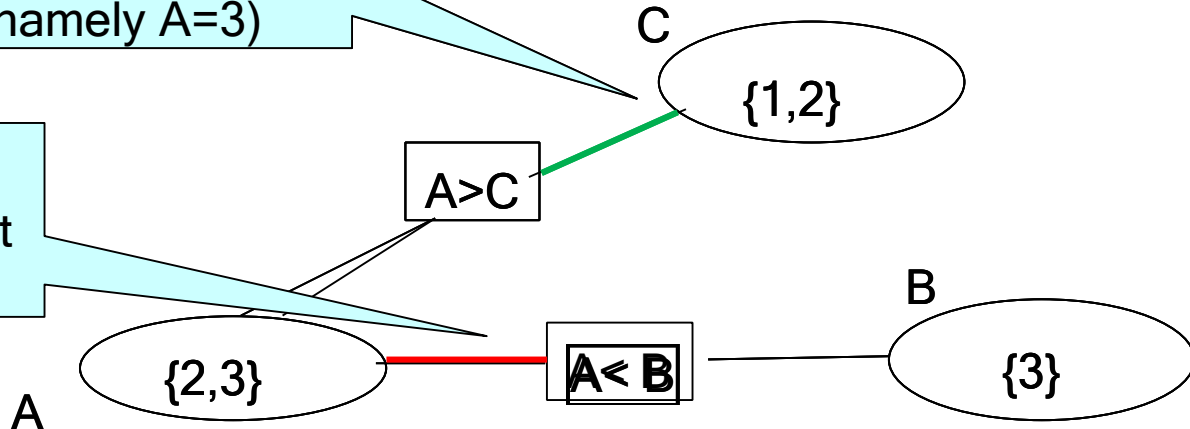 namely A=3)
C
{1,2}
A>C
t
B
A< B
{2,3}
{3}
A